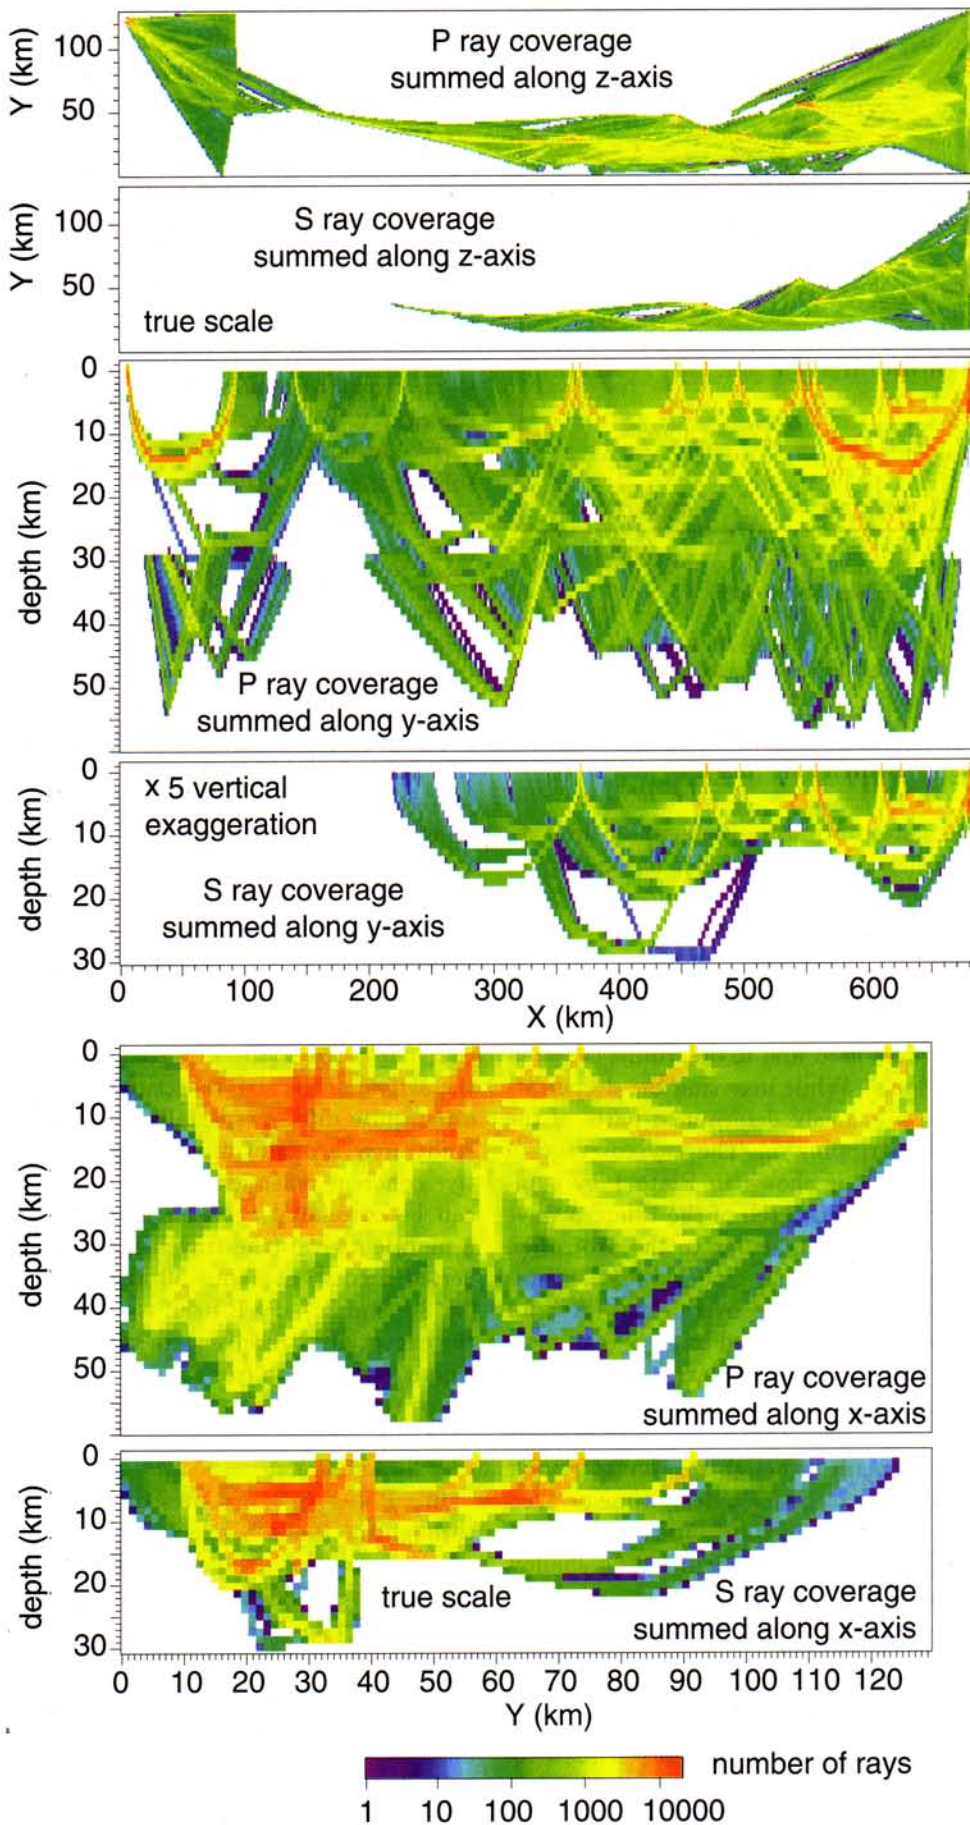 Y (km)
100
50
P ray coverage
summed along z-axis
Y (km)
100
50
S ray coverage
summed along z-axis
true scale
depth (km)
0
10
20
30
40
50
P ray coverage
summed along y-axis
depth (km)
0
10
20
30
x 5 vertical
exaggeration
S ray coverage
summed along y-axis
0 100 200 300 400 500 600
X (km)
depth (km)
0
10
20
30
40
50
P ray coverage
summed along x-axis
depth (km)
0
10
20
30
true scale
S ray coverage
summed along x-axis
0 10 20 30 40 50 60 70 80 90 100 110 120
Y (km)
number of rays
1 10 100 1000 10000